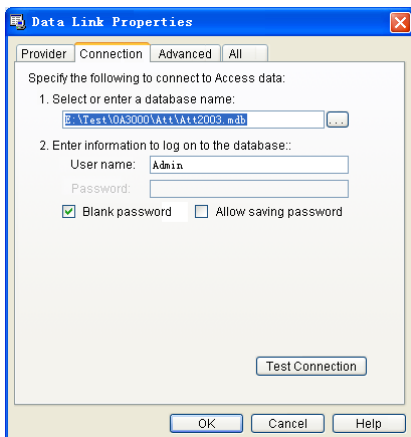 Data Link Properties
Provider Connection Advanced All
Specify the following to connect to Access data:
1. Select or enter a database name:
E:\Test\OA3000\Att\Att2003.mdb ...
2. Enter information to log on to the database::
User name: Admin
Password:
Blank password Allow saving password
Test Connection
OK Cancel Help